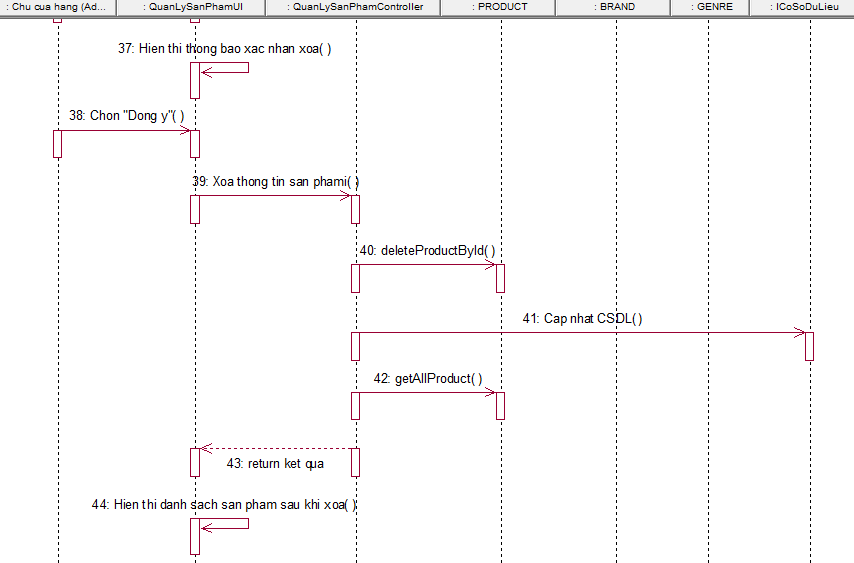 : Chu cua hang (Ad...
: QuanLySanPhamUI
: QuanLySanPhamController
: PRODUCT
: BRAND
: GENRE
: ICoSoDuLieu
37: Hien thi thong bao xac nhan xoa( )
38: Chon "Dong y"( )
39: Xoa thong tin san phami( )
40: deleteProductById( )
41: Cap nhat CSDL( )
42: getAllProduct( )
43: return ket qua
44: Hien thi danh sach san pham sau khi xoa( )